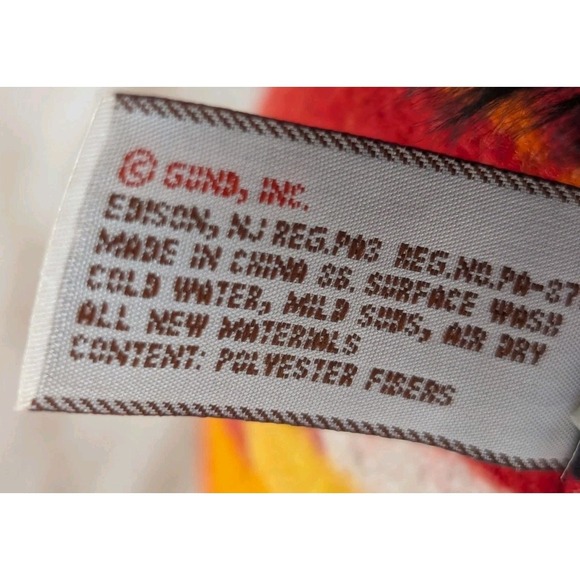 © GUND, INC.
EDISON, NJ REG.PA3 REG.NO.PA-37
MADE IN CHINA 36. SURFACE WASH
COLD WATER, MILD SUDS, AIR DRY
ALL NEW MATERIALS
CONTENT: POLYESTER FIBERS